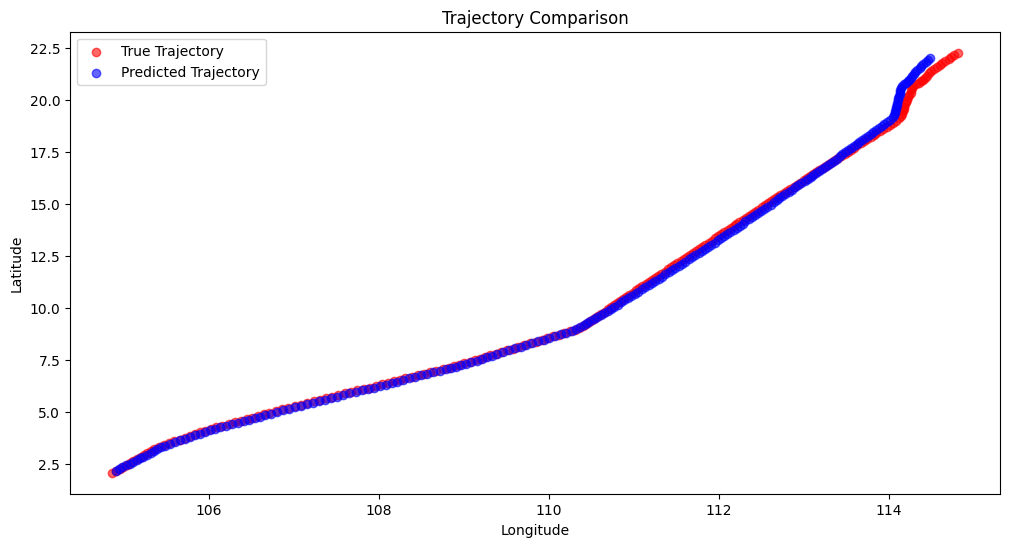 Trajectory Comparison
True Trajectory
Predicted Trajectory
22.5
20.0
17.5
15.0
12.5
10.0
7.5
5.0
2.5
Latitude
106 108 110 112 114
Longitude